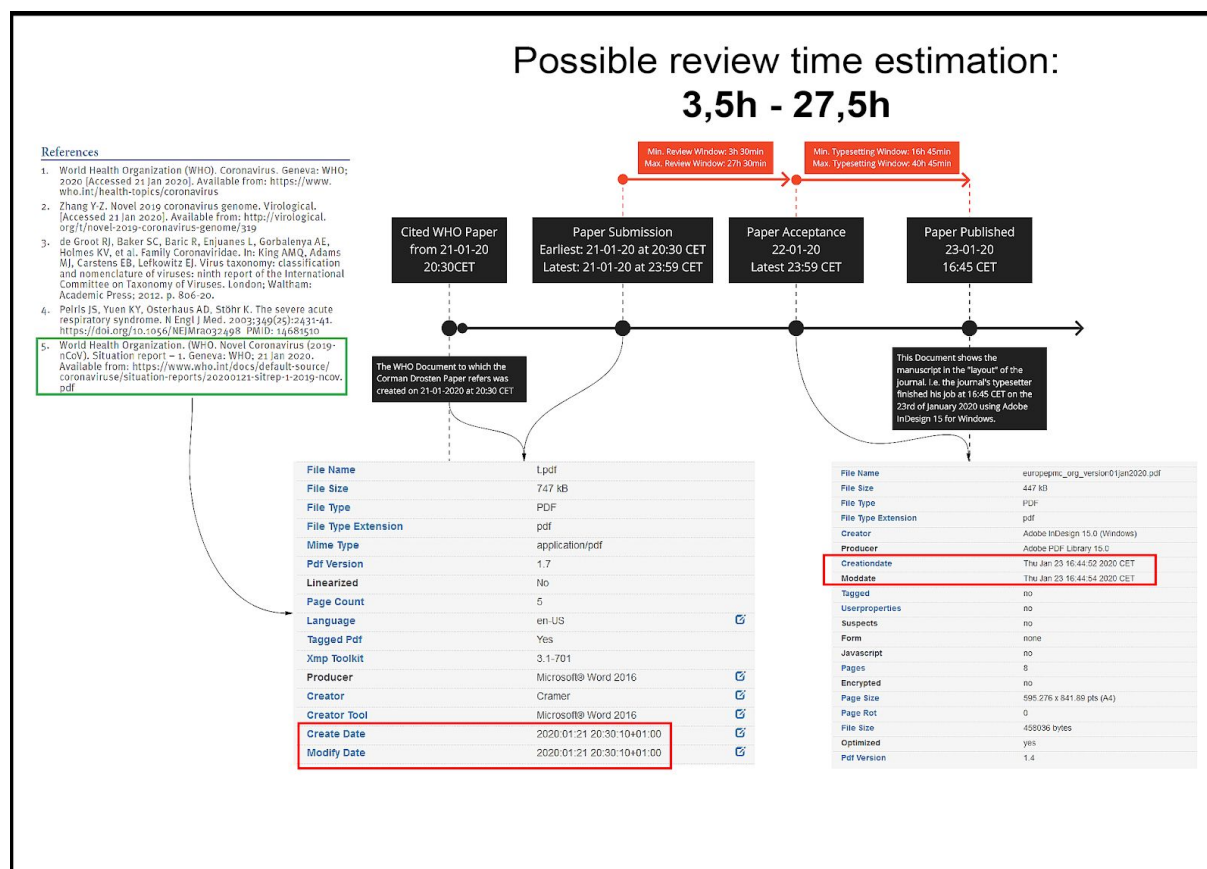 Possible review time estimation:
3,5h - 27,5h
References
1. World Health Organization (WHO). Coronavirus. Geneva: WHO;
2020 [Accessed 21 Jan 2020]. Available from: https://www.
who.int/health-topics/coronavirus
2. Zhang Y-Z. Novel 2019 coronavirus genome. Virological.
[Accessed 21 Jan 2020]. Available from: http://virological.
org/t/novel-2019-coronavirus-genome/319
3. de Groot RJ, Baker SC, Baric R, Enjuanes L, Gorbalenya AE,
Holmes KV, et al. Family Coronaviridae. In: King AMQ, Adams
MJ, Carstens EB, Lefkowitz EJ. Virus taxonomy: classification
and nomenclature of viruses: ninth report of the International
Committee on Taxonomy of Viruses. London; Waltham:
Academic Press; 2012. p. 806-20.
4. Peiris JS, Yuen KY, Osterhaus AD, Stöhr K. The severe acute
respiratory syndrome. N Engl J Med. 2003;349(25):2431-41.
https://doi.org/10.1056/NEJMra032498 PMID: 14681510
5. World Health Organization. (WHO. Novel Coronavirus (2019-
nCoV). Situation report – 1. Geneva: WHO; 21 Jan 2020.
Available from: https://www.who.int/docs/default-source/
coronaviruse/situation-reports/20200121-sitrep-1-2019-ncov.
pdf
Min. Review Window: 3h 30min
Max. Review Window: 27h 30min
Min. Typesetting Window: 16h 45min
Max. Typesetting Window: 40h 45min
Cited WHO Paper
from 21-01-20
20:30CET
Paper Submission
Earliest: 21-01-20 at 20:30 CET
Latest: 21-01-20 at 23:59 CET
Paper Acceptance
22-01-20
Latest 23:59 CET
Paper Published
23-01-20
16:45 CET
The WHO Document to which the
Corman Drosten Paper refers was
created on 21-01-2020 at 20:30 CET
This Document shows the
manuscript in the "layout" of the
journal. i.e. the journal's typesetter
finished his job at 16:45 CET on the
23rd of January 2020 using Adobe
InDesign 15 for Windows.
File Name t.pdf
File Size 747 kB
File Type PDF
File Type Extension pdf
Mime Type application/pdf
Pdf Version 1.7
Linearized No
Page Count 5
Language en-US
Tagged Pdf Yes
Xmp Toolkit 3.1-701
Producer Microsoft® Word 2016
Creator Cramer
Creator Tool Microsoft® Word 2016
Create Date 2020:01:21 20:30:10+01:00
Modify Date 2020:01:21 20:30:10+01:00
File Name europepmc_org_version01jan2020.pdf
File Size 447 kB
File Type PDF
File Type Extension pdf
Creator Adobe InDesign 15.0 (Windows)
Producer Adobe PDF Library 15.0
Creationdate Thu Jan 23 16:44:52 2020 CET
Moddate Thu Jan 23 16:44:54 2020 CET
Tagged no
Userproperties no
Suspects no
Form none
Javascript no
Pages 8
Encrypted no
Page Size 595.276 x 841.89 pts (A4)
Page Rot 0
File Size 458036 bytes
Optimized yes
Pdf Version 1.4